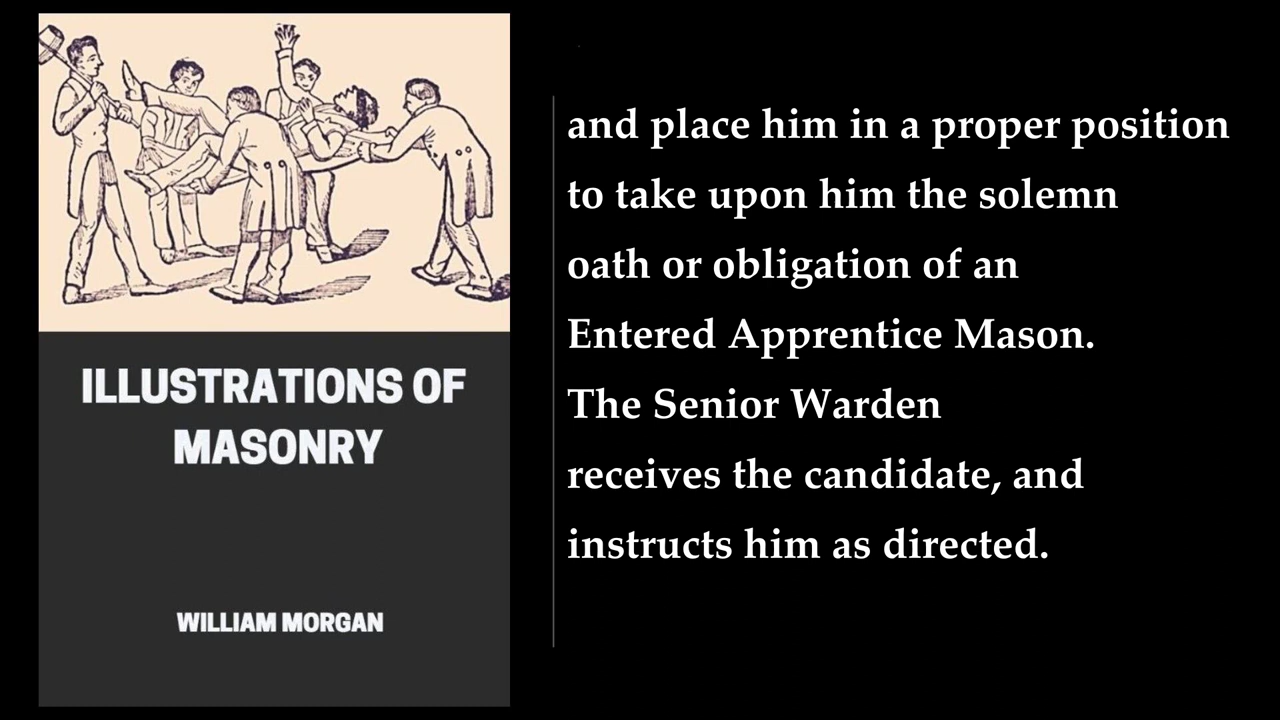 ILLUSTRATIONS OF
MASONRY
WILLIAM MORGAN
and place him in a proper position
to take upon him the solemn
oath or obligation of an
Entered Apprentice Mason.
The Senior Warden
receives the candidate, and
instructs him as directed.